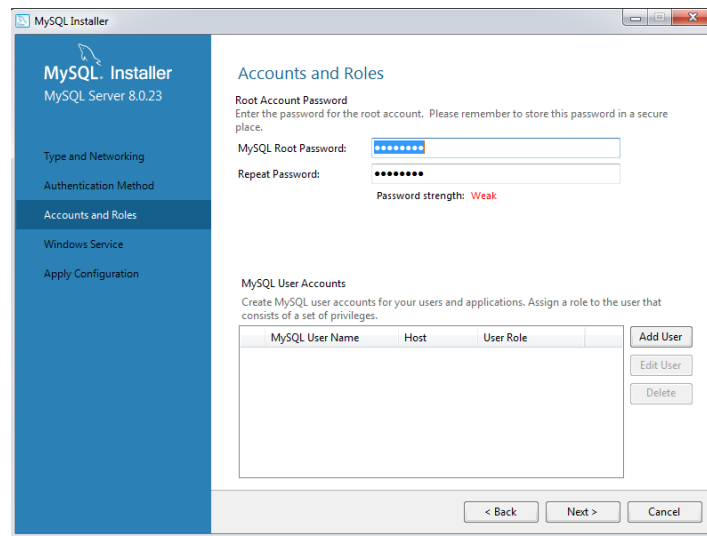 MySQL Installer
MySQL. Installer
MySQL Server 8.0.23
Type and Networking
Authentication Method
Accounts and Roles
Windows Service
Apply Configuration
Accounts and Roles
Root Account Password
Enter the password for the root account. Please remember to store this password in a secure
place.
MySQL Root Password: ••••••••
Repeat Password: ••••••••
Password strength: Weak
MySQL User Accounts
Create MySQL user accounts for your users and applications. Assign a role to the user that
consists of a set of privileges.
MySQL User Name Host User Role
Add User
Edit User
Delete
< Back Next > Cancel